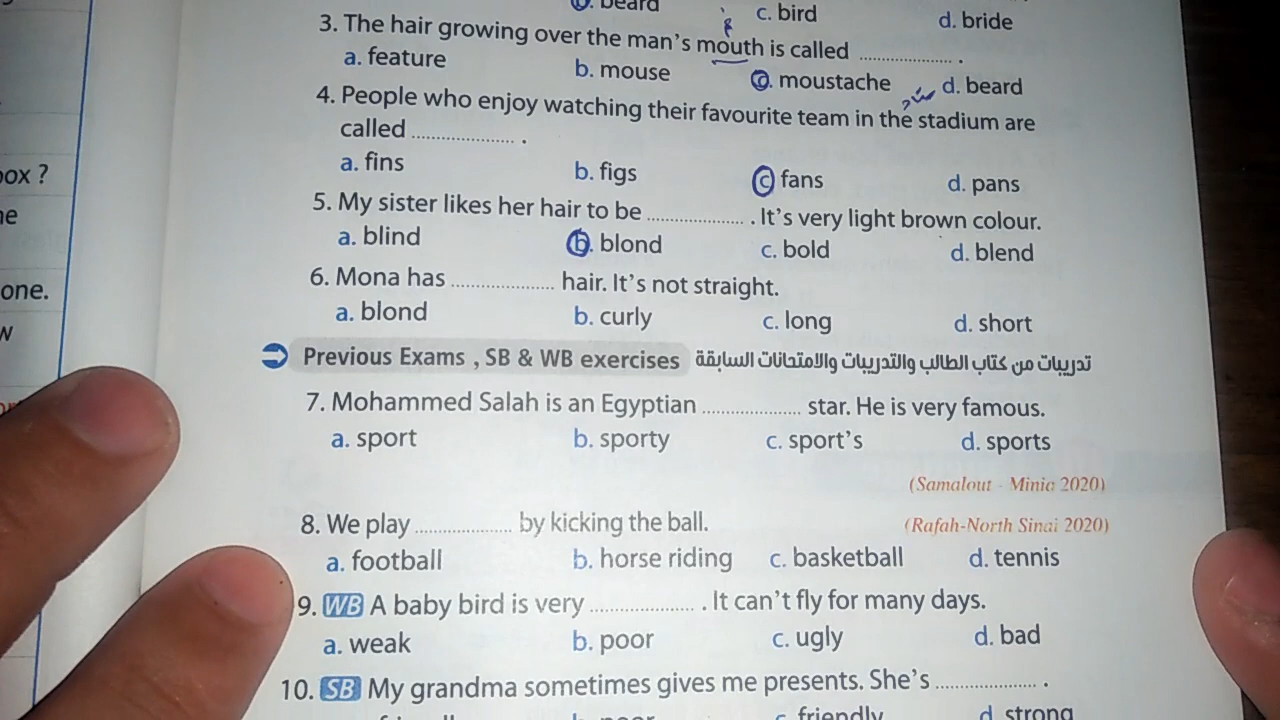 b. beard c. bird d. bride
3. The hair growing over the man's mouth is called .................... .
a. feature b. mouse c. moustache d. beard
4. People who enjoy watching their favourite team in the stadium are
called .................... .
a. fins b. figs c. fans d. pans
5. My sister likes her hair to be .................... . It's very light brown colour.
a. blind b. blond c. bold d. blend
6. Mona has .................... hair. It's not straight.
a. blond b. curly c. long d. short
Previous Exams , SB & WB exercises تدريبات من كتاب الطالب والتدريبات والامتحانات السابقة
7. Mohammed Salah is an Egyptian .................... star. He is very famous.
a. sport b. sporty c. sport's d. sports
(Samalout - Minia 2020)
8. We play .................... by kicking the ball. (Rafah-North Sinai 2020)
a. football b. horse riding c. basketball d. tennis
9. WB A baby bird is very .................... . It can't fly for many days.
a. weak b. poor c. ugly d. bad
10. SB My grandma sometimes gives me presents. She's .................... .
b. poor c. friendly d. strong
ox ?
one.